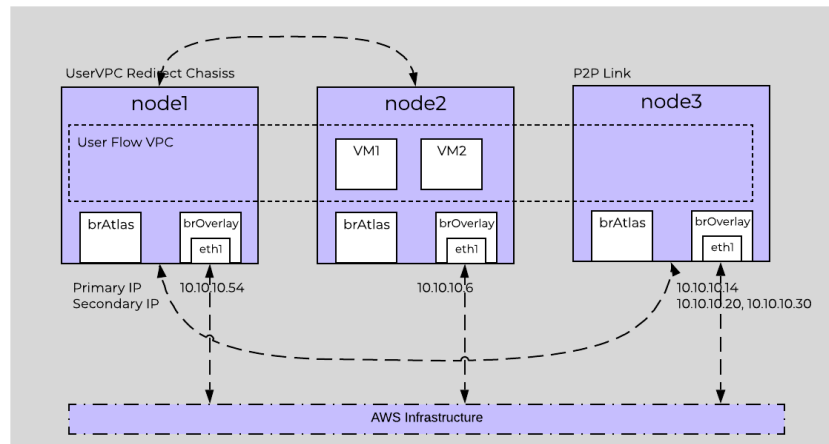 UserVPC Redirect Chasiss
P2P Link
node1
node2
node3
User Flow VPC
VM1
VM2
brAtlas
brOverlay
eth1
brAtlas
brOverlay
eth1
brAtlas
brOverlay
eth1
Primary IP
Secondary IP
10.10.10.54
10.10.10.6
10.10.10.14
10.10.10.20, 10.10.10.30
AWS Infrastructure